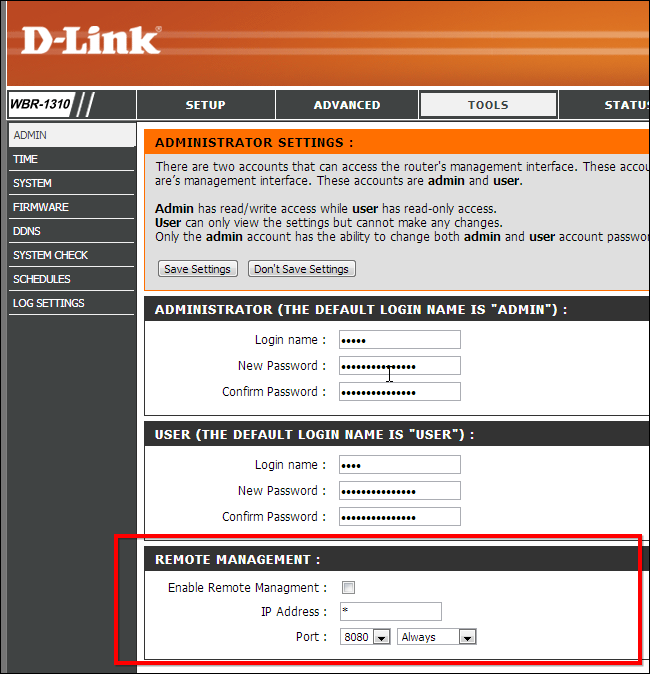 D-Link
WBR-1310 SETUP ADVANCED TOOLS STATUS
ADMIN
TIME
SYSTEM
FIRMWARE
DDNS
SYSTEM CHECK
SCHEDULES
LOG SETTINGS
ADMINISTRATOR SETTINGS :
There are two accounts that can access the router's management interface. These accou
are's management interface. These accounts are admin and user.
Admin has read/write access while user has read-only access.
User can only view the settings but cannot make any changes.
Only the admin account has the ability to change both admin and user account passwor
Save Settings Don't Save Settings
ADMINISTRATOR (THE DEFAULT LOGIN NAME IS "ADMIN") :
Login name : •••••
New Password : •••••••••••••••
Confirm Password : •••••••••••••••
USER (THE DEFAULT LOGIN NAME IS "USER") :
Login name : ••••
New Password : •••••••••••••••
Confirm Password : •••••••••••••••
REMOTE MANAGEMENT :
Enable Remote Managment :
IP Address : *
Port : 8080 Always